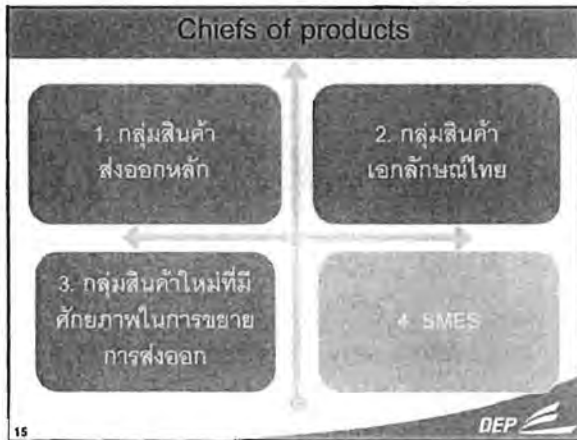 Chiefs of products
1. กลุ่มสินค้า
ส่งออกหลัก
2. กลุ่มสินค้า
เอกลักษณ์ไทย
3. กลุ่มสินค้าใหม่ที่มี
ศักยภาพในการขยาย
การส่งออก
4. SMES
15
DEP